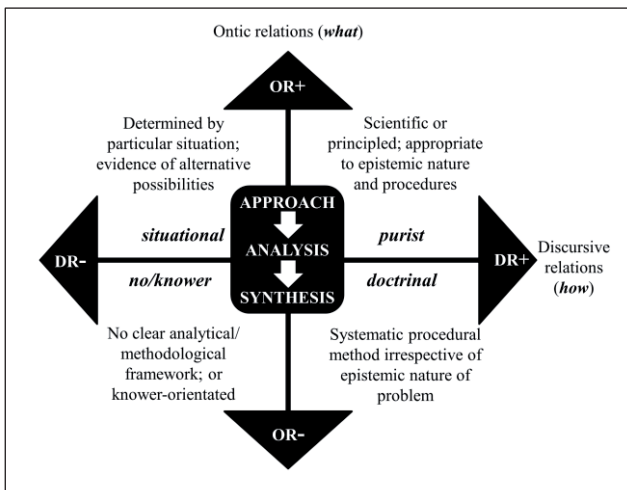 Ontic relations (what)
OR+
Determined by
particular situation;
evidence of alternative
possibilities
Scientific or
principled; appropriate
to epistemic nature
and procedures
APPROACH
situational
purist
ANALYSIS
DR-
DR+
Discursive
relations
(how)
no/knower
doctrinal
SYNTHESIS
No clear analytical/
methodological
framework; or
knower-orientated
Systematic procedural
method irrespective of
epistemic nature of
problem
OR-